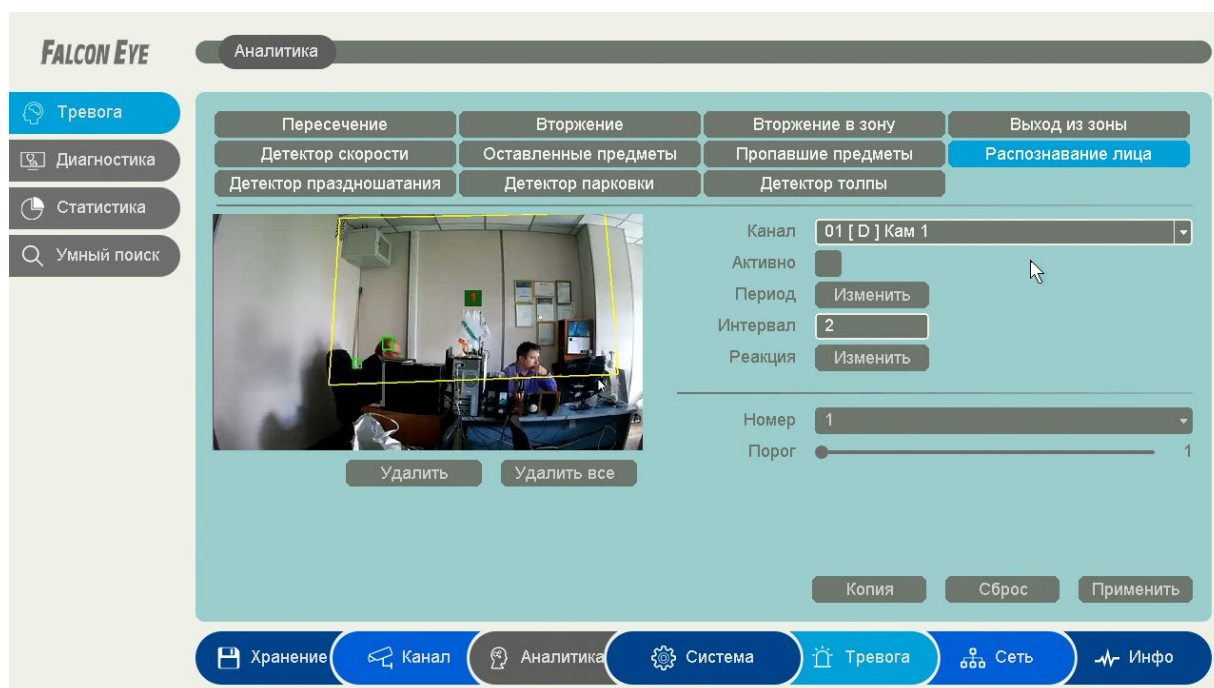 FALCON EYE
Аналитика
Тревога
Диагностика
Статистика
Умный поиск
Пересечение Вторжение Вторжение в зону Выход из зоны
Детектор скорости Оставленные предметы Пропавшие предметы Распознавание лица
Детектор праздношатания Детектор парковки Детектор толпы
1
Канал 01 [ D ] Кам 1
Активно
Период Изменить
Интервал 2
Реакция Изменить
Номер 1
Порог 1
Удалить Удалить все
Копия Сброс Применить
Хранение Канал Аналитика Система Тревога Сеть Инфо